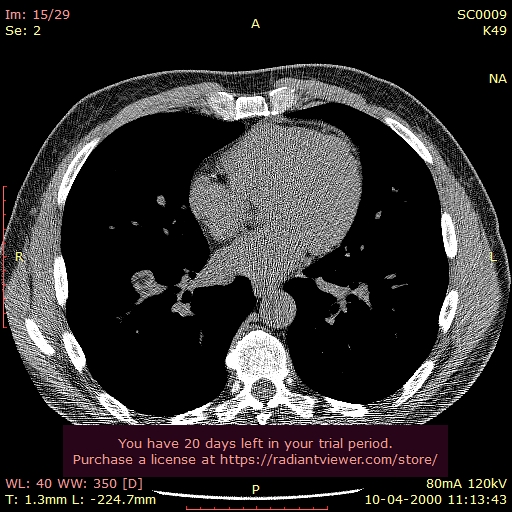 Im: 15/29
Se: 2
A
SC0009
K49
NA
R
L
You have 20 days left in your trial period.
Purchase a license at https://radiantviewer.com/store/
WL: 40 WW: 350 [D]
T: 1.3mm L: -224.7mm
P
80mA 120kV
10-04-2000 11:13:43